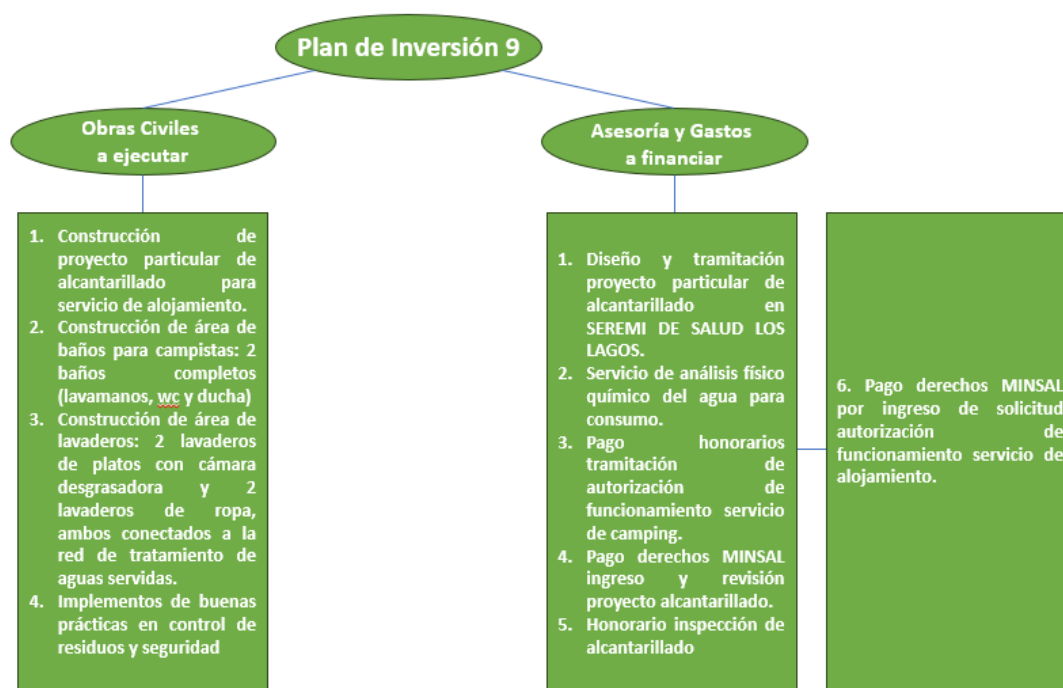 Plan de Inversión 9
Obras Civiles
a ejecutar
Asesoría y Gastos
a financiar
1. Construcción de
proyecto particular de
alcantarillado para
servicio de alojamiento.
2. Construcción de área de
baños para campistas: 2
baños completos
(lavamanos, wc y ducha)
3. Construcción de área de
lavaderos: 2 lavaderos
de platos con cámara
desgrasadora y 2
lavaderos de ropa,
ambos conectados a la
red de tratamiento de
aguas servidas.
4. Implementos de buenas
prácticas en control de
residuos y seguridad
1. Diseño y tramitación
proyecto particular de
alcantarillado en
SEREMI DE SALUD LOS
LAGOS.
2. Servicio de análisis físico
químico del agua para
consumo.
3. Pago honorarios
tramitación de
autorización de
funcionamiento servicio
de camping.
4. Pago derechos MINSAL
ingreso y revisión
proyecto alcantarillado.
5. Honorario inspección de
alcantarillado
6. Pago derechos MINSAL
por ingreso de solicitud
autorización de
funcionamiento servicio de
alojamiento.